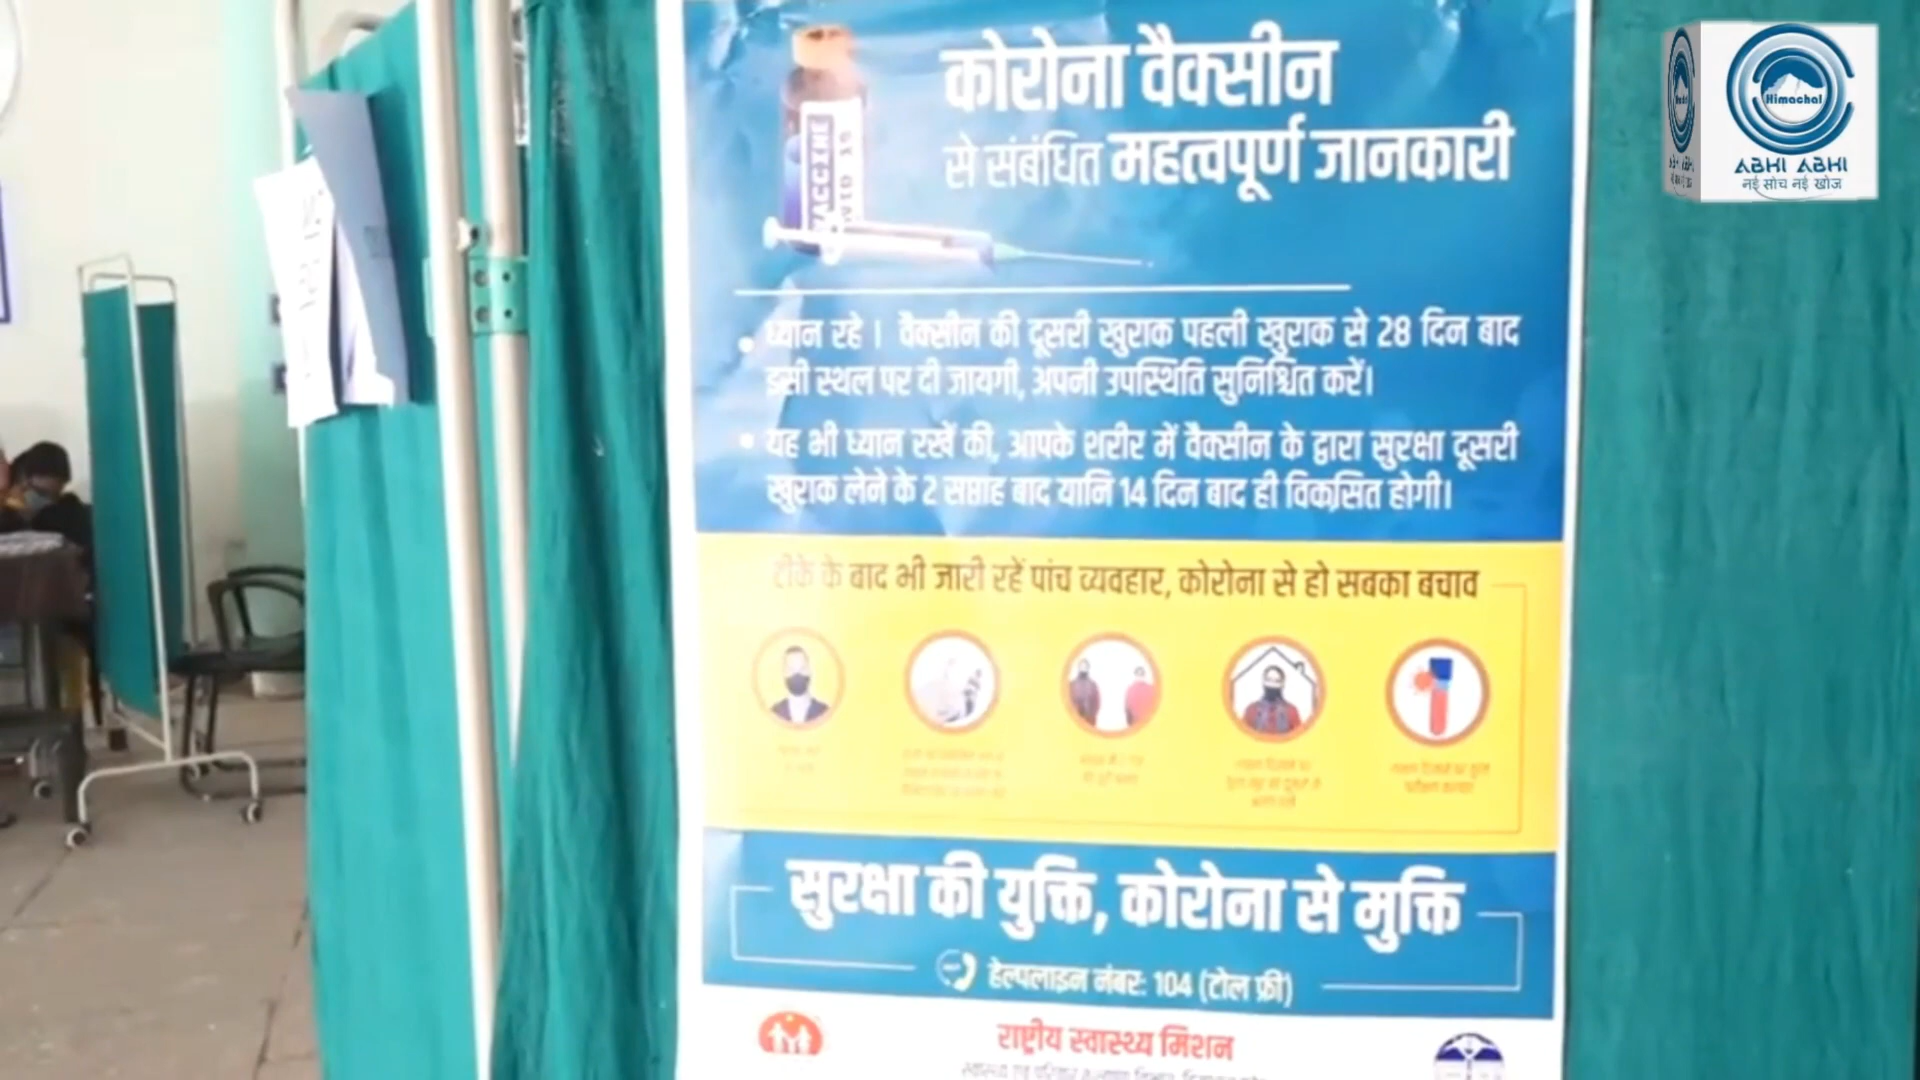 कोरोना वैक्सीन
से संबंधित महत्वपूर्ण जानकारी
VACCINE
ध्यान रहे। वैक्सीन की दूसरी खुराक पहली खुराक से 28 दिन बाद
इसी स्थल पर दी जायगी, अपनी उपस्थिति सुनिश्चित करें।
यह भी ध्यान रखें की, आपके शरीर में वैक्सीन के द्वारा सुरक्षा दूसरी
खुराक लेने के 2 सप्ताह बाद यानि 14 दिन बाद ही विकसित होगी।
टीके के बाद भी जारी रहें पांच व्यवहार, कोरोना से हो सबका बचाव
सुरक्षा की युक्ति, कोरोना से मुक्ति
हेल्पलाइन नंबर: 104 (टोल फ्री)
राष्ट्रीय स्वास्थ्य मिशन
Himachal
ABHI ABHI
नई सोच नई खोज